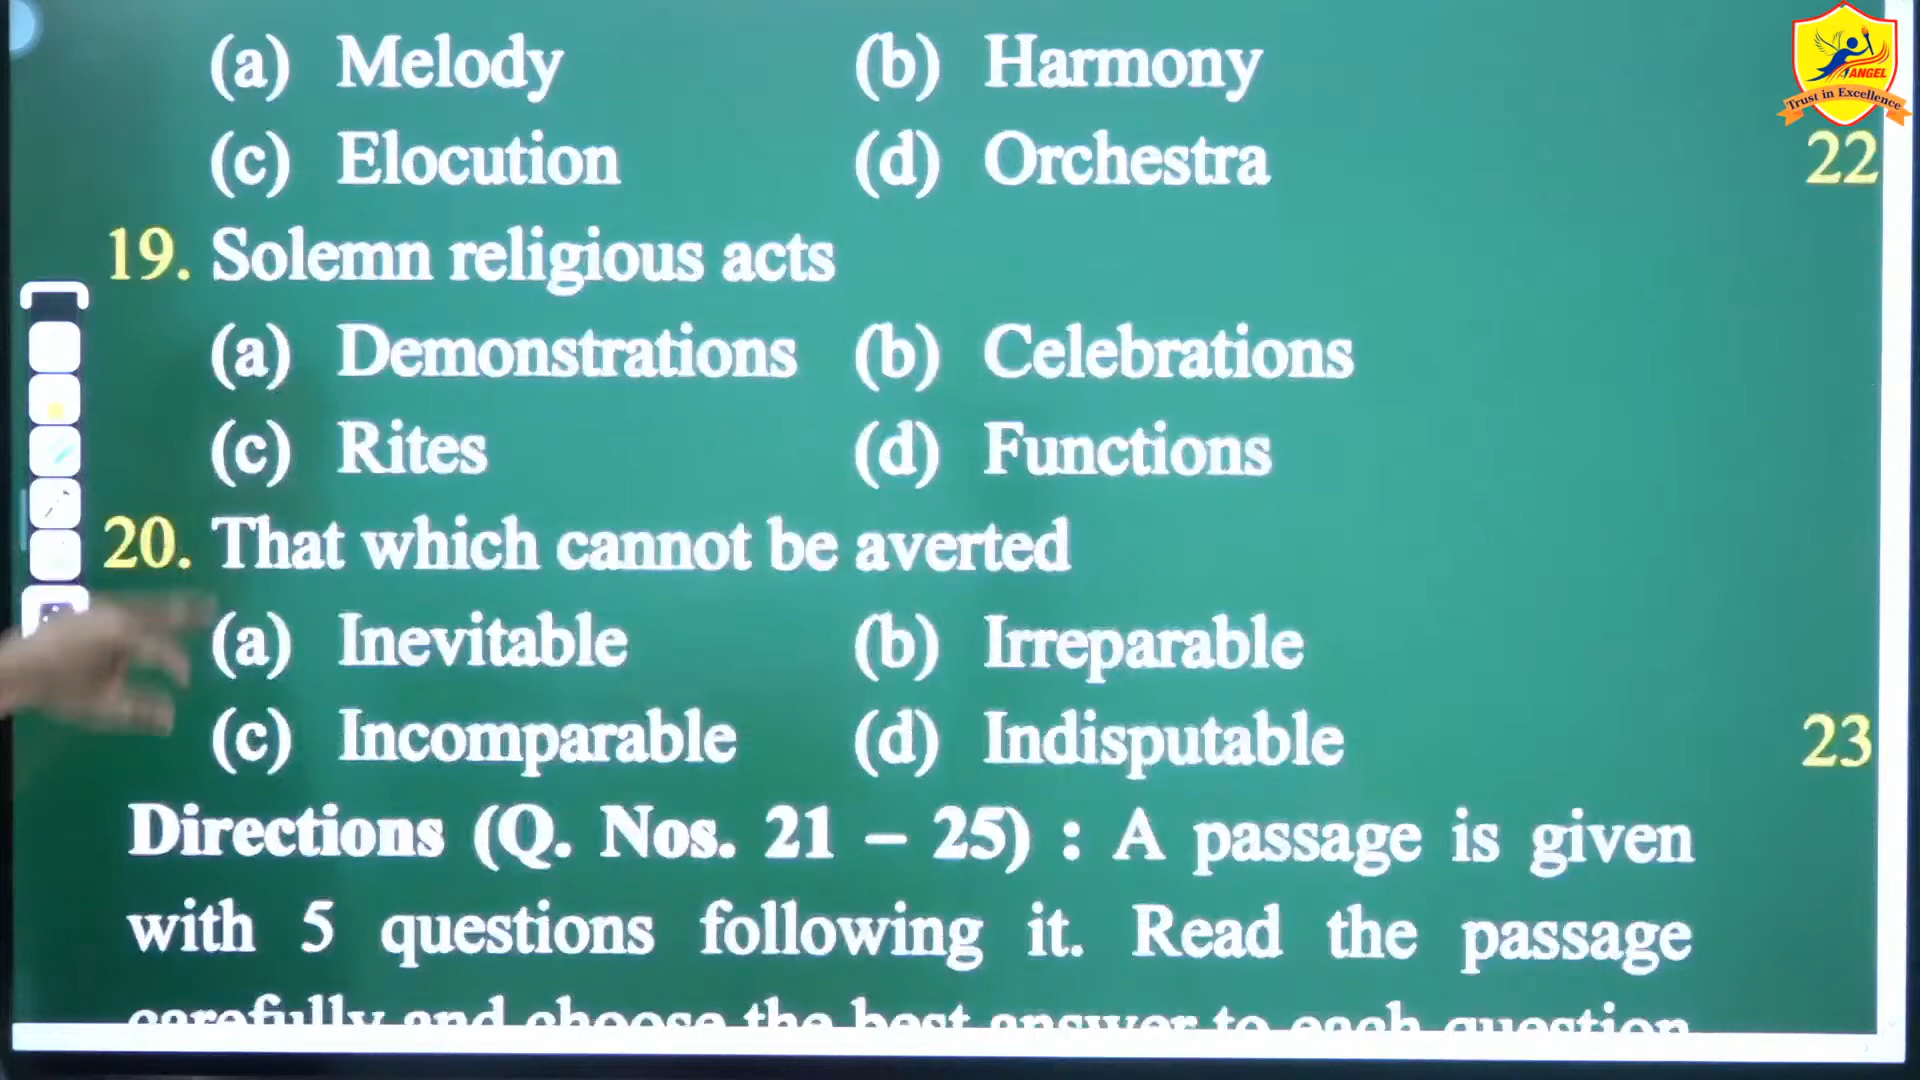 (a) Melody (b) Harmony
(c) Elocution (d) Orchestra
19. Solemn religious acts
(a) Demonstrations (b) Celebrations
(c) Rites (d) Functions
20. That which cannot be averted
(a) Inevitable (b) Irreparable
(c) Incomparable (d) Indisputable
Directions (Q. Nos. 21 – 25) : A passage is given
with 5 questions following it. Read the passage
carefully and choose the best answer to each question
ANGEL
Trust in Excellence
22
23